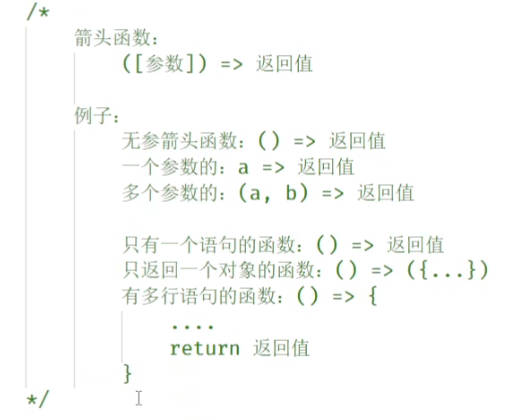 /*
箭头函数:
([参数]) => 返回值
例子:
无参箭头函数: () => 返回值
一个参数的: a => 返回值
多个参数的: (a, b) => 返回值
只有一个语句的函数: () => 返回值
只返回一个对象的函数: () => ({...})
有多行语句的函数: () => {
....
return 返回值
}
*/